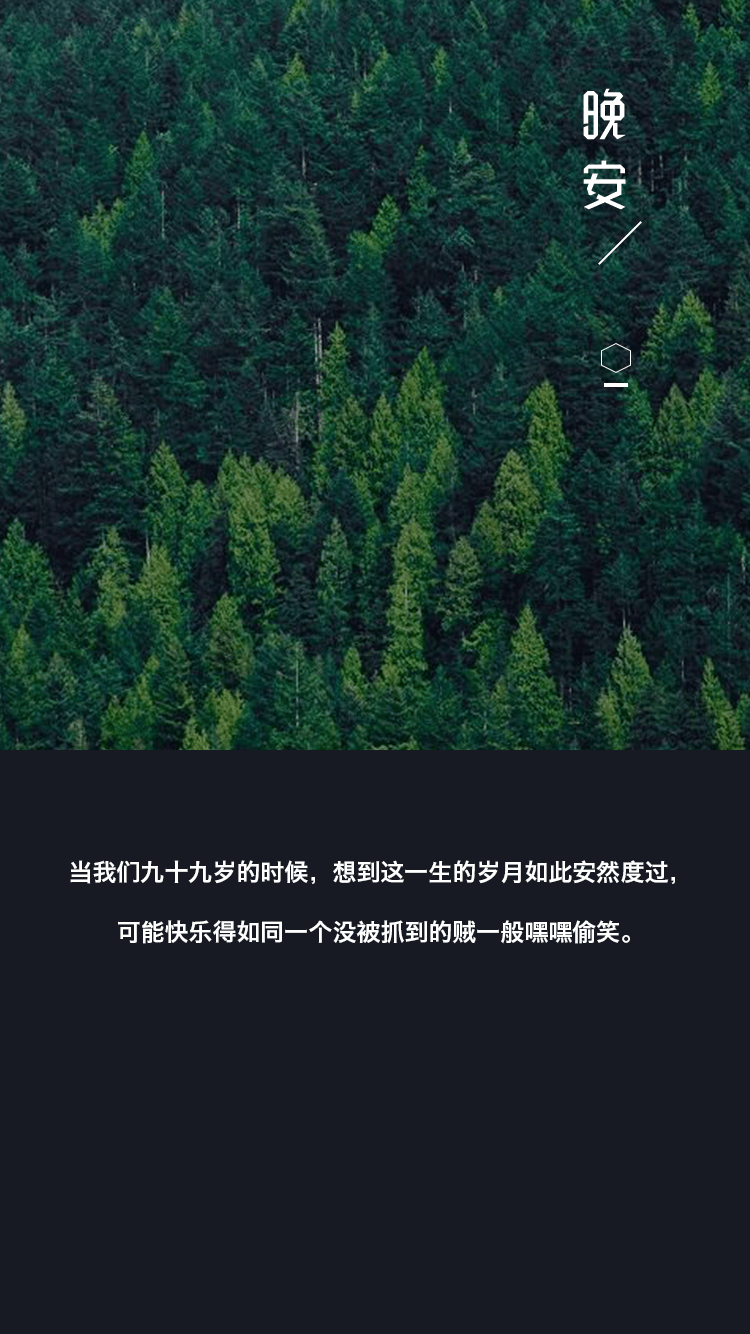 晚安
当我们九十九岁的时候，想到这一生的岁月如此安然度过，
可能快乐得如同一个没被抓到的贼一般嘿嘿偷笑。